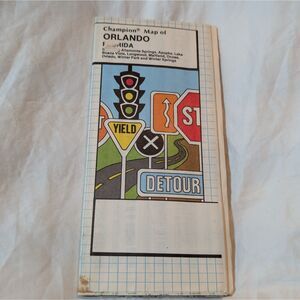 Champion® Map of
ORLANDO
Altamonte Springs, Apopka, Lake
Buena Vista, Longwood, Maitland, Ocoee,
Oviedo, Winter Park and Winter Springs
YIELD
ST
DETOUR